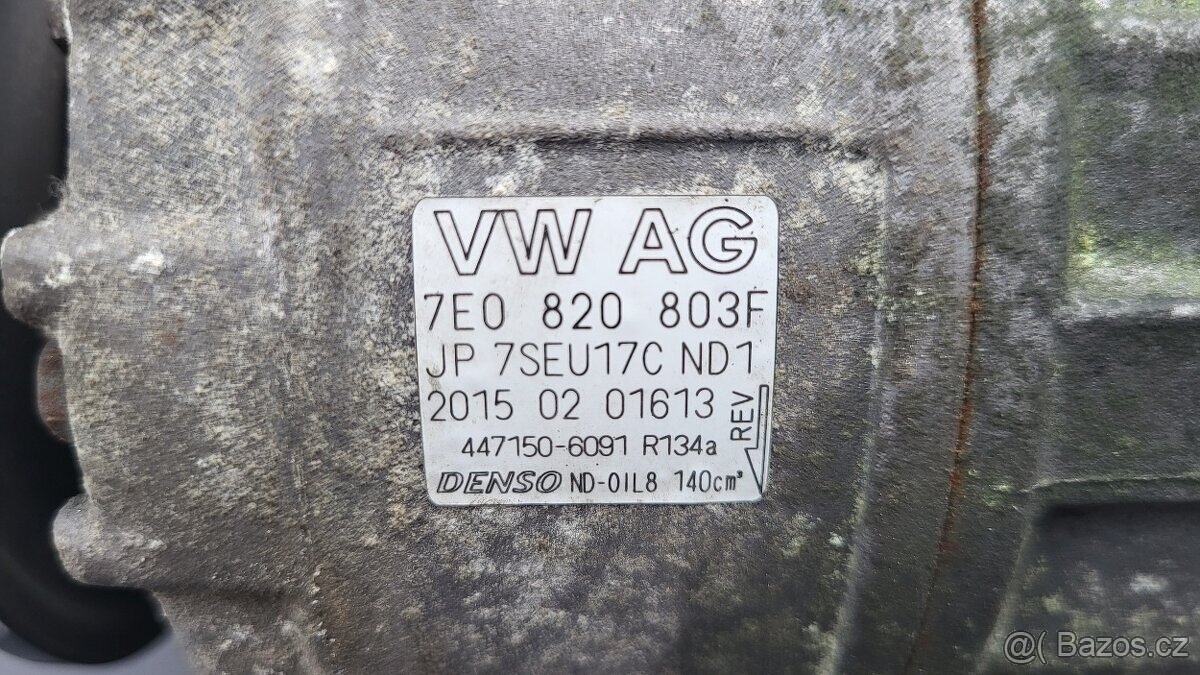 VW AG
7E0 820 803F
JP 7SEU17C ND1
2015 02 01613
REV
447150-6091 R134a
DENSO ND-OIL8 140cm³
@( Bazos.cz